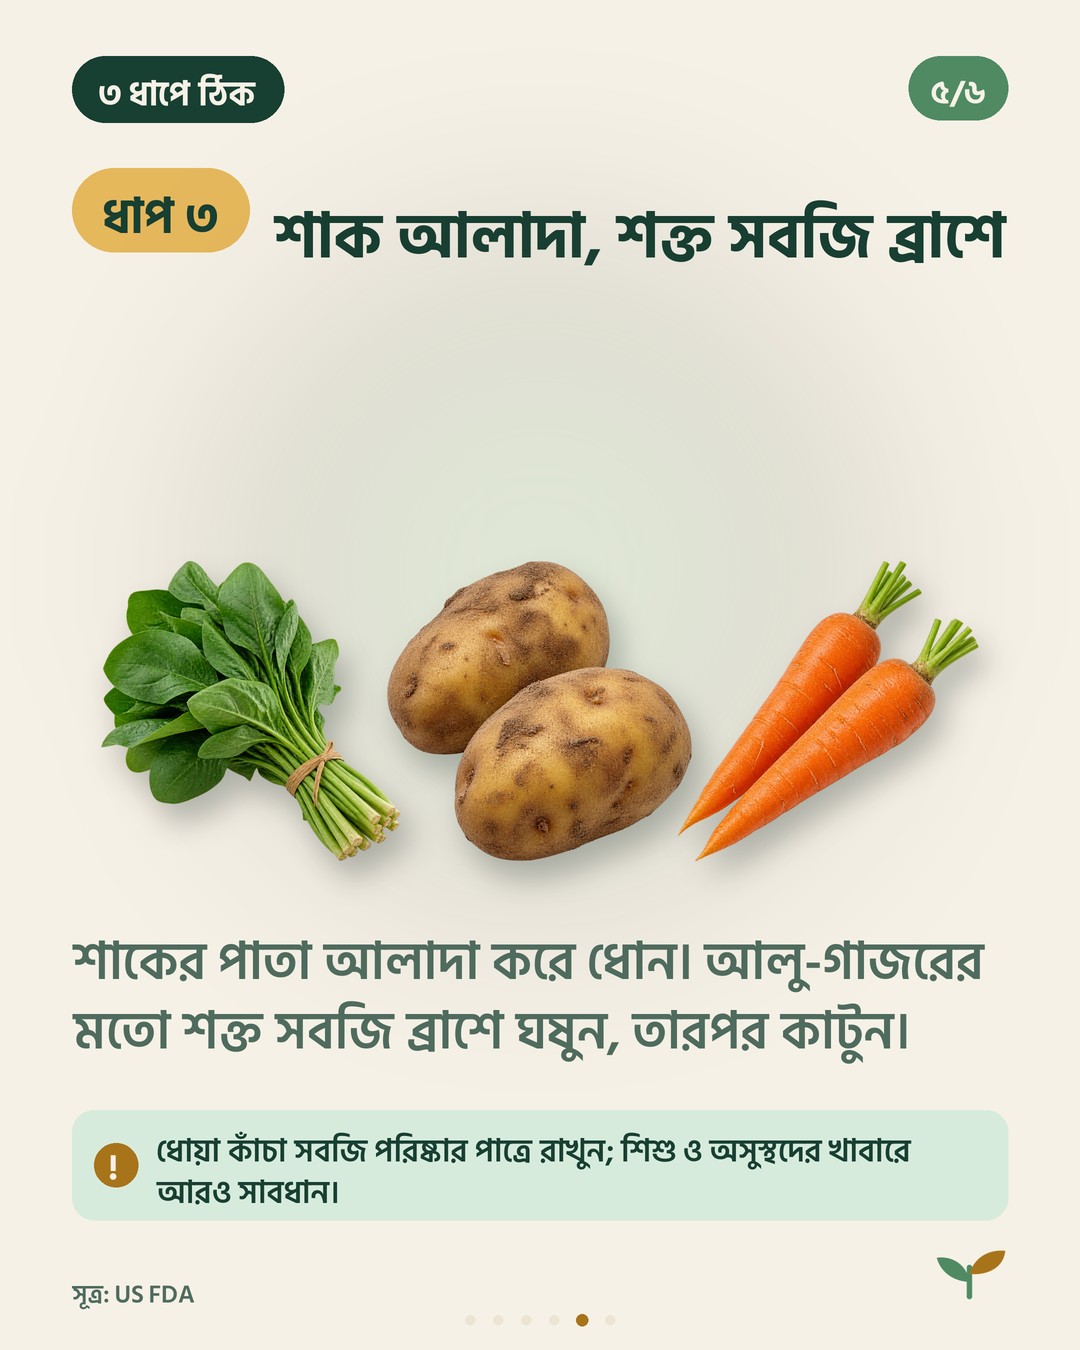 ৩ ধাপে ঠিক
৫/৬
ধাপ ৩
শাক আলাদা, শক্ত সবজি ব্রাশে
শাকের পাতা আলাদা করে ধোন। আলু-গাজরের
মতো শক্ত সবজি ব্রাশে ঘষুন, তারপর কাটুন।
!
ধোয়া কাঁচা সবজি পরিষ্কার পাত্রে রাখুন; শিশু ও অসুস্থদের খাবারে
আরও সাবধান।
সূত্র: US FDA